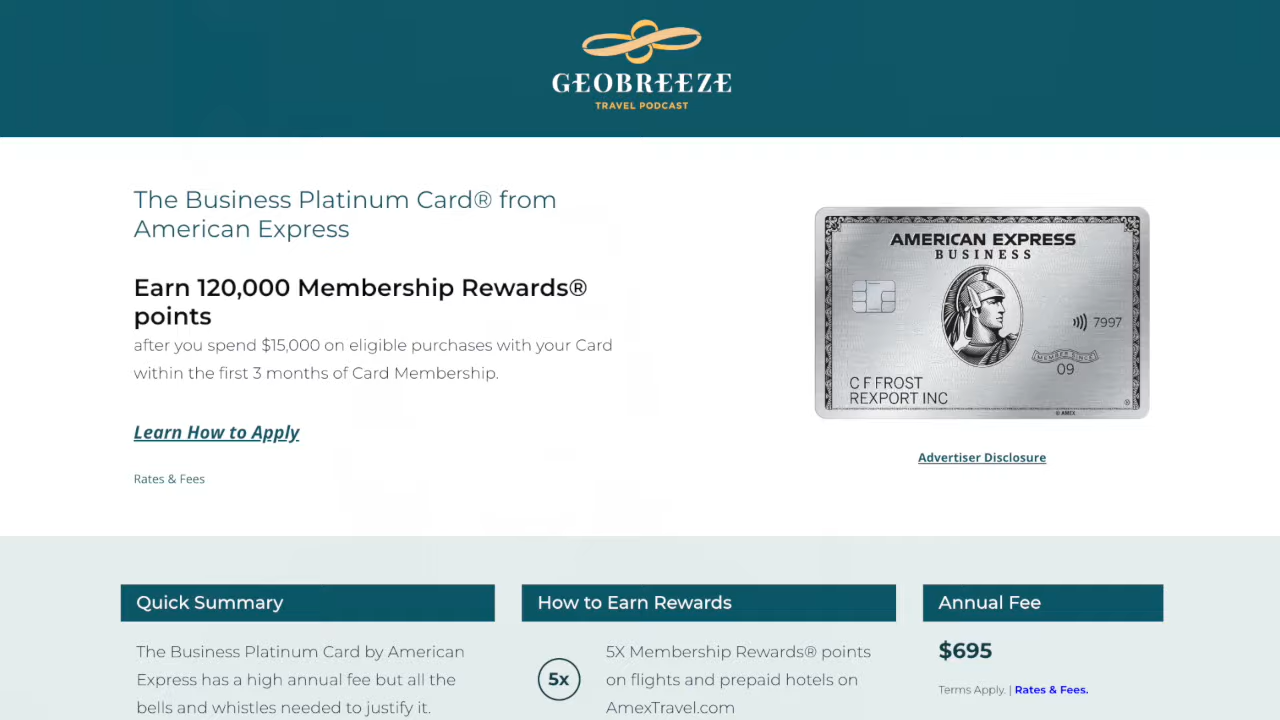 GEOBREEZE
TRAVEL PODCAST
The Business Platinum Card® from
American Express
Earn 120,000 Membership Rewards®
points
after you spend $15,000 on eligible purchases with your Card
within the first 3 months of Card Membership.
Learn How to Apply
Rates & Fees
AMERICAN EXPRESS
BUSINESS
7997
MEMBER SINCE
09
C F FROST
REXPORT INC
© AMEX
®
Advertiser Disclosure
Quick Summary
The Business Platinum Card by American
Express has a high annual fee but all the
bells and whistles needed to justify it.
How to Earn Rewards
5x
5X Membership Rewards® points
on flights and prepaid hotels on
AmexTravel.com
Annual Fee
$695
Terms Apply. | Rates & Fees.